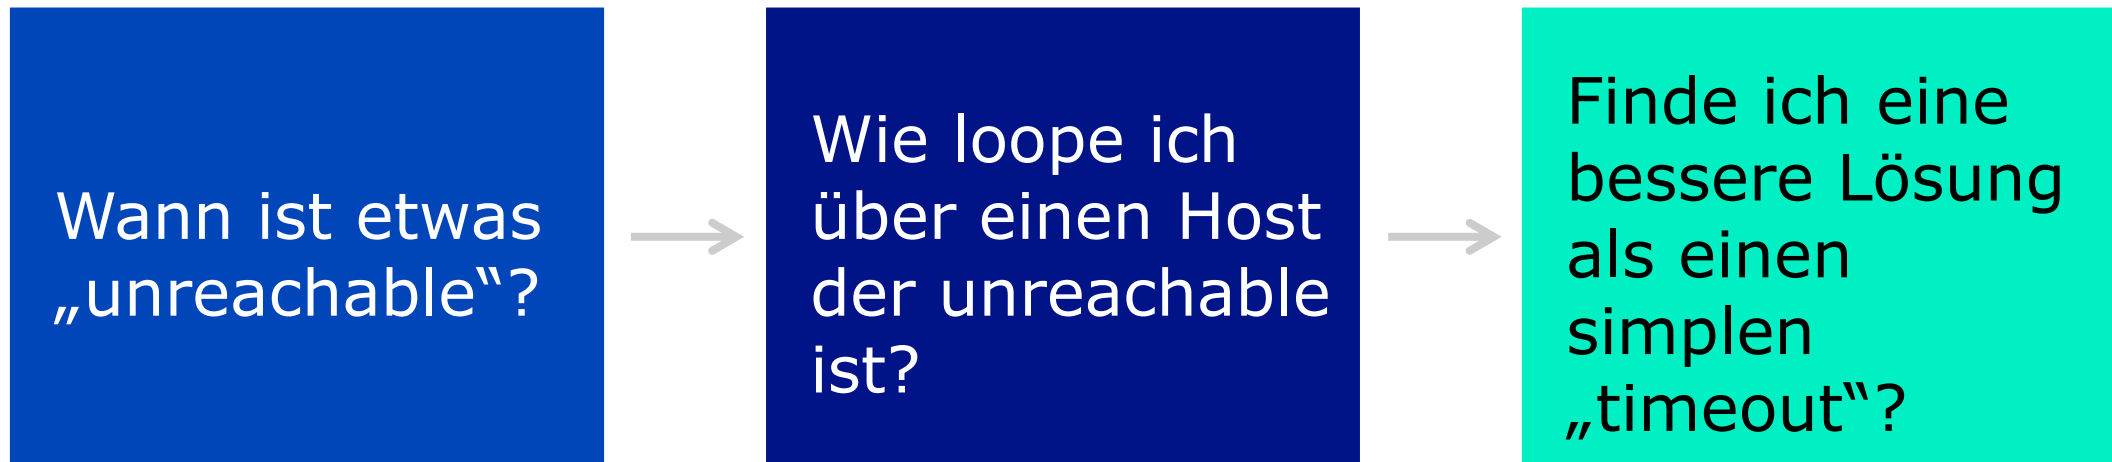 Wann ist etwas
„unreachable“?
Wie loope ich
über einen Host
der unreachable
ist?
Finde ich eine
bessere Lösung
als einen
simplen
„timeout“?